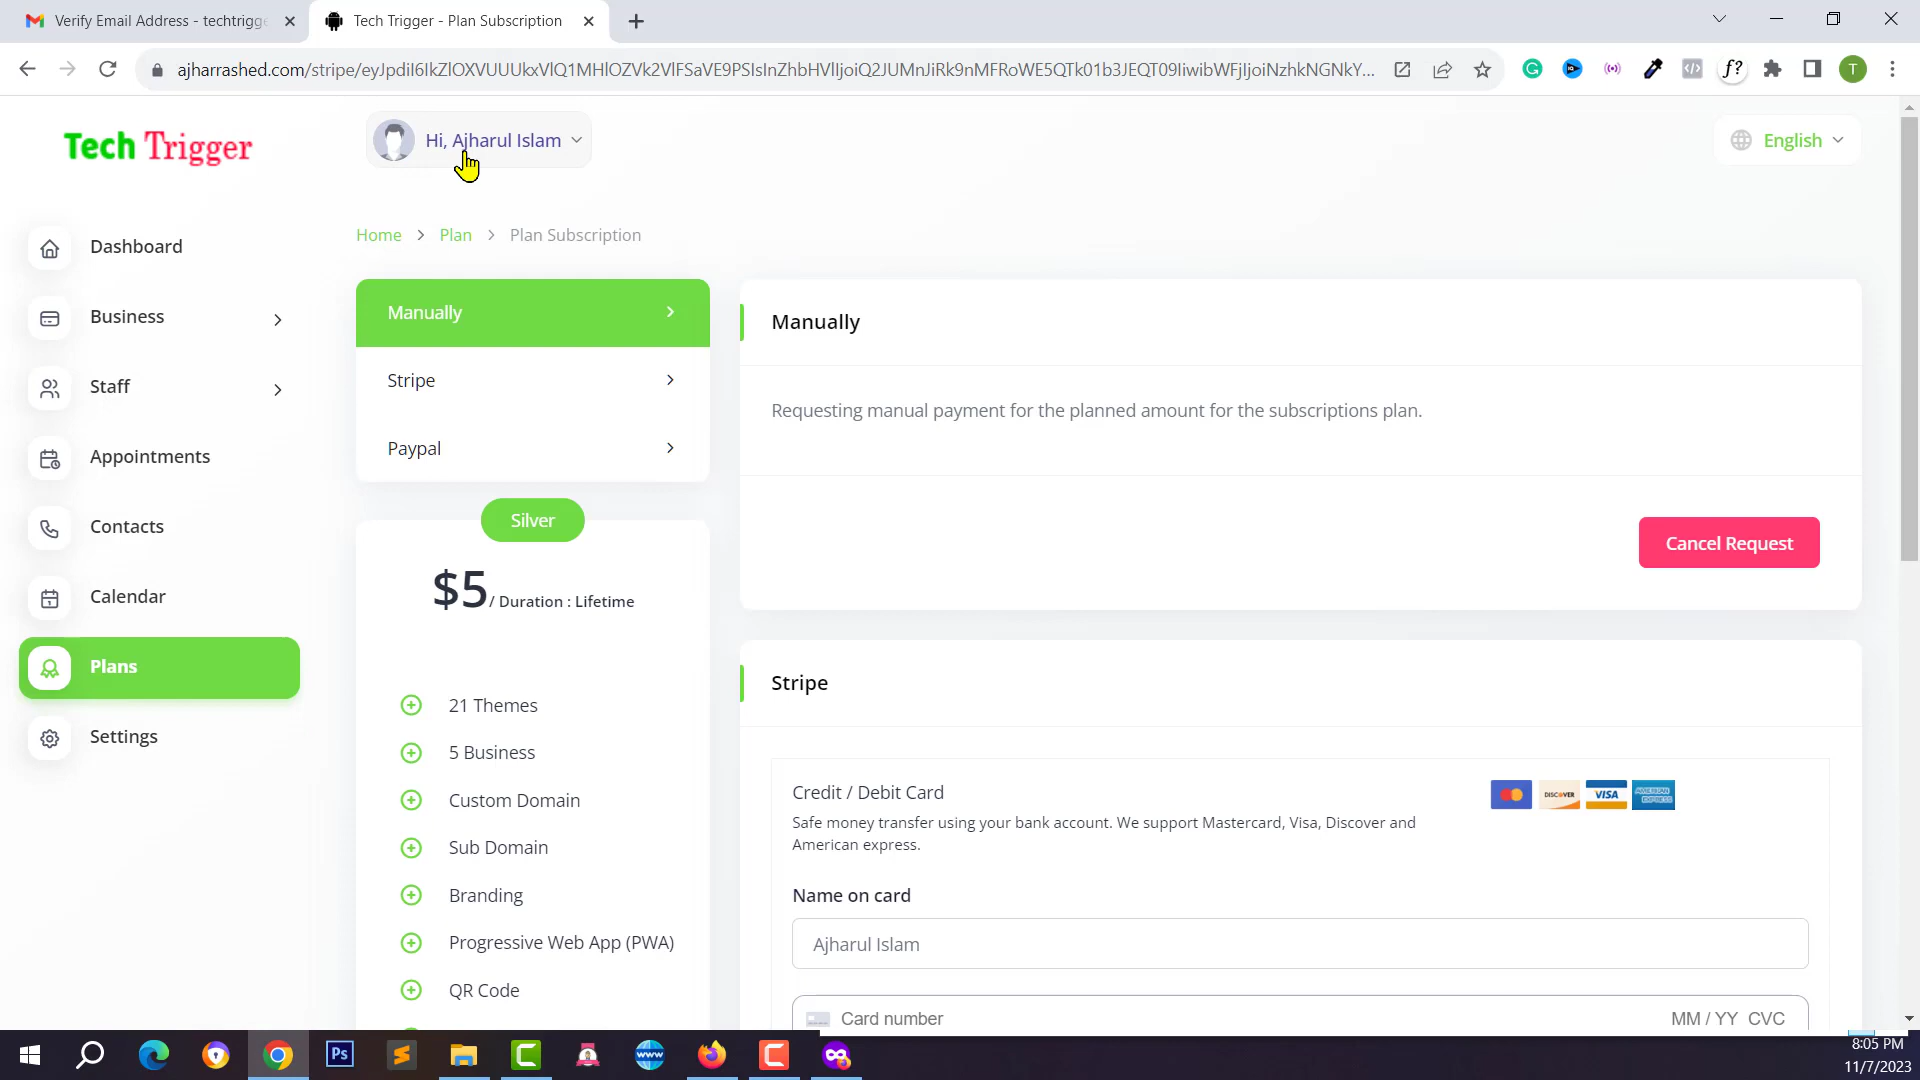 Verify Email Address - techtrigge
Tech Trigger - Plan Subscription
ajharrashed.com/stripe/
f?
T
Tech Trigger
Hi, Ajharul Islam
English
Dashboard
Business
Staff
Appointments
Contacts
Calendar
Plans
Settings
Home > Plan > Plan Subscription
Manually
Stripe
Paypal
Silver
$5 / Duration : Lifetime
21 Themes
5 Business
Custom Domain
Sub Domain
Branding
Progressive Web App (PWA)
QR Code
Manually
Requesting manual payment for the planned amount for the subscriptions plan.
Cancel Request
Stripe
Credit / Debit Card
DISCOVER VISA AMERICAN EXPRESS
Safe money transfer using your bank account. We support Mastercard, Visa, Discover and
American express.
Name on card
Ajharul Islam
Card number MM / YY CVC
Ps
www
8:05 PM
11/7/2023